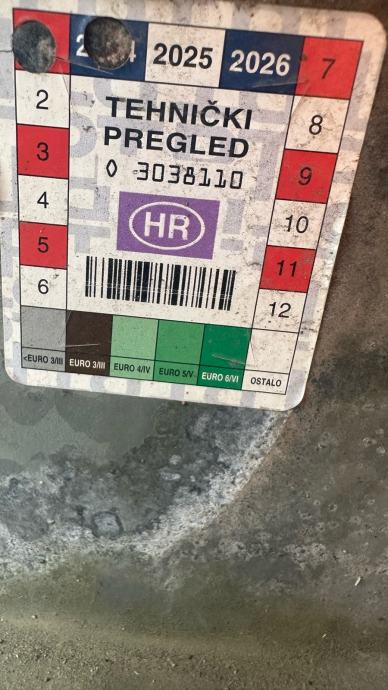 2025 2026 7
2 TEHNIČKI 8
3 PREGLED 9
4 0 3038110 10
5 HR 11
6 12
<EURO 3/III EURO 3/III EURO 4/IV EURO 5/V EURO 6/VI OSTALO